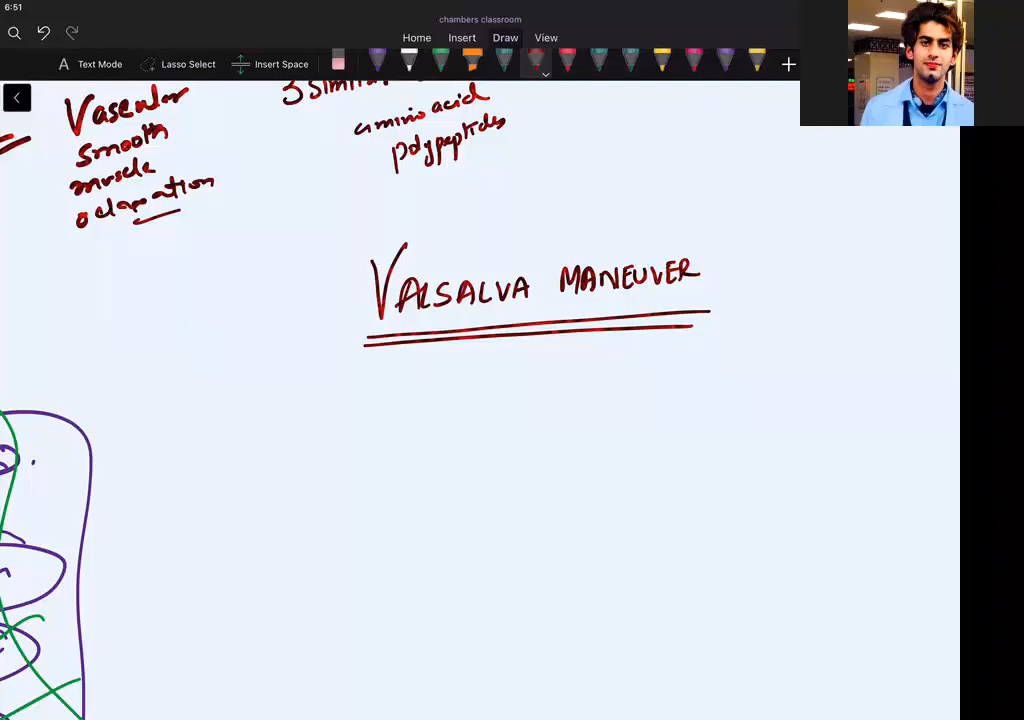 6:51
chambers classroom
Home Insert Draw View
Text Mode Lasso Select Insert Space
Vascular
smooth
muscle
amino acid
polypeptides
VALSALVA MANEUVER